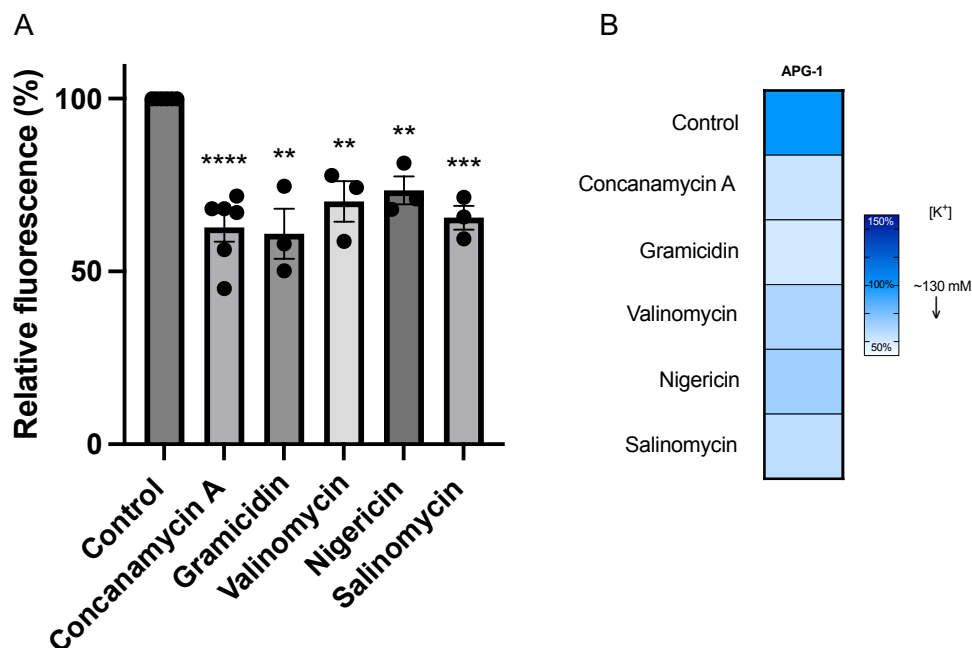 A
Relative fluorescence (%)
100
50
0
****
**
**
**
***
Control
Concanamycin A
Gramicidin
Valinomycin
Nigericin
Salinomycin
B
APG-1
Control
Concanamycin A
Gramicidin
Valinomycin
Nigericin
Salinomycin
150%
100%
50%
[K⁺]
~130 mM
↓